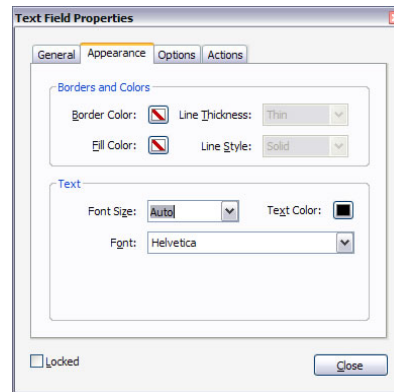 Text Field Properties
General Appearance Options Actions
Borders and Colors
Border Color: Line Thickness: Thin
Fill Color: Line Style: Solid
Text
Font Size: Auto Text Color:
Font: Helvetica
Locked Close